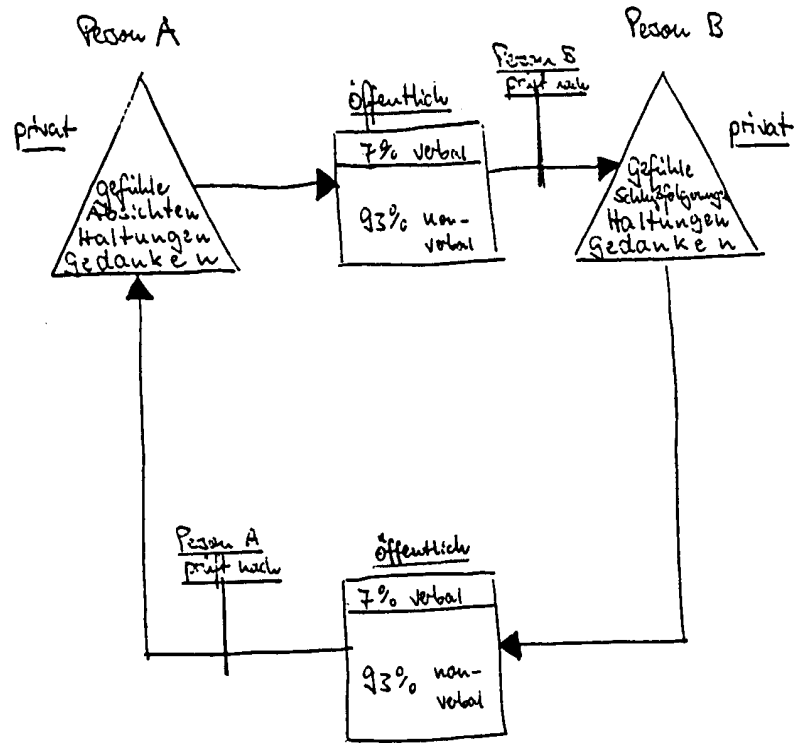 Person A
Person B
privat
öffentlich
Person B
prüft nach
privat
7% verbal
93% non-
verbal
Gefühle
Absichten
Haltungen
Gedanken
Gefühle
Schlußfolgerungen
Haltungen
Gedanken
Person A
prüft nach
öffentlich
7% verbal
93% non-
verbal